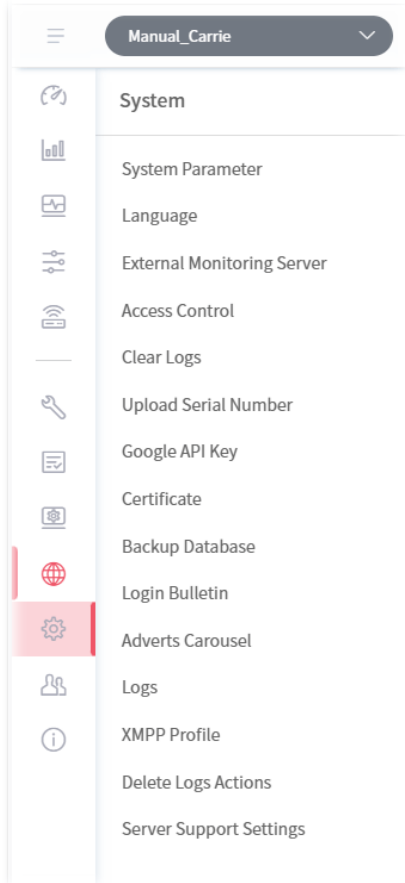 Manual_Carrie
System
System Parameter
Language
External Monitoring Server
Access Control
Clear Logs
Upload Serial Number
Google API Key
Certificate
Backup Database
Login Bulletin
Adverts Carousel
Logs
XMPP Profile
Delete Logs Actions
Server Support Settings